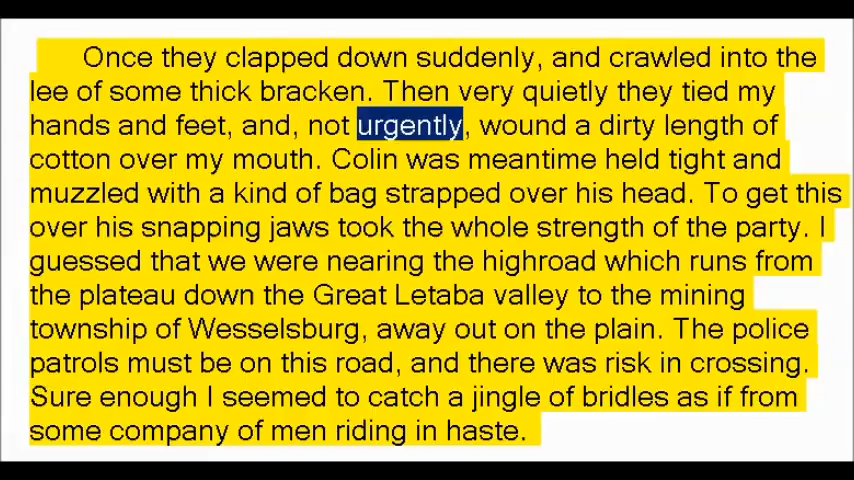 Once they clapped down suddenly, and crawled into the
lee of some thick bracken. Then very quietly they tied my
hands and feet, and, not urgently, wound a dirty length of
cotton over my mouth. Colin was meantime held tight and
muzzled with a kind of bag strapped over his head. To get this
over his snapping jaws took the whole strength of the party. I
guessed that we were nearing the highroad which runs from
the plateau down the Great Letaba valley to the mining
township of Wesselsburg, away out on the plain. The police
patrols must be on this road, and there was risk in crossing.
Sure enough I seemed to catch a jingle of bridles as if from
some company of men riding in haste.